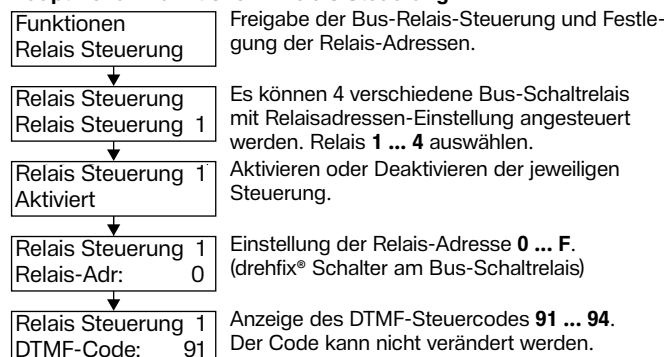 Funktionen
Relais Steuerung
Freigabe der Bus-Relais-Steuerung und Festle-
gung der Relais-Adressen.
Relais Steuerung
Relais Steuerung 1
Es können 4 verschiedene Bus-Schaltrelais
mit Relaisadressen-Einstellung angesteuert
werden. Relais 1 ... 4 auswählen.
Relais Steuerung 1
Aktiviert
Aktivieren oder Deaktivieren der jeweiligen
Steuerung.
Relais Steuerung 1
Relais-Adr: 0
Einstellung der Relais-Adresse 0 ... F.
(drehfix® Schalter am Bus-Schaltrelais)
Relais Steuerung 1
DTMF-Code: 91
Anzeige des DTMF-Steuercodes 91 ... 94.
Der Code kann nicht verändert werden.